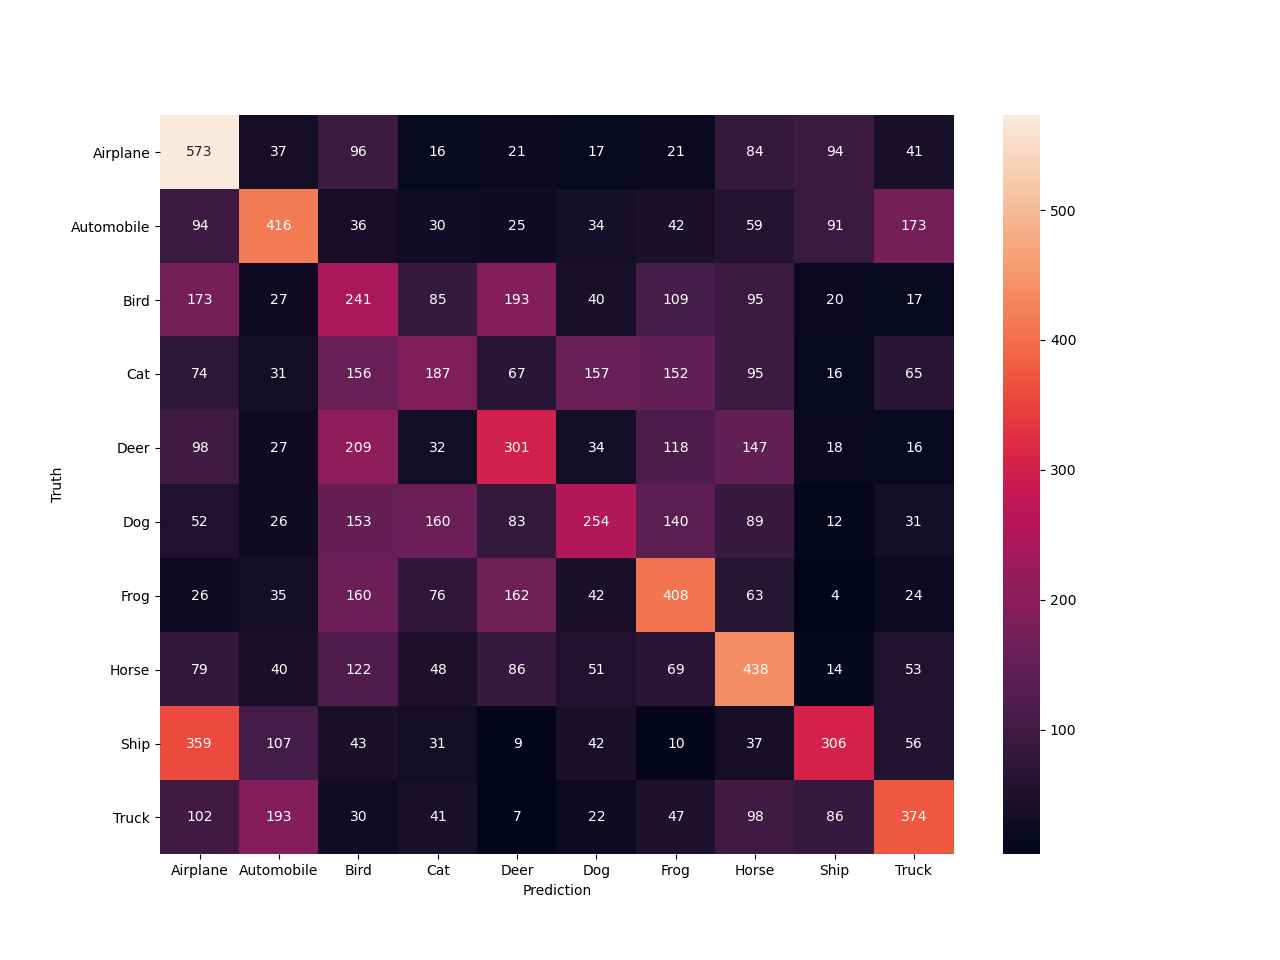 Airplane 573 37 96 16 21 17 21 84 94 41
Automobile 94 416 36 30 25 34 42 59 91 173
500
Bird 173 27 241 85 193 40 109 95 20 17
400
Cat 74 31 156 187 67 157 152 95 16 65
Deer 98 27 209 32 301 34 118 147 18 16
300
Truth
Dog 52 26 153 160 83 254 140 89 12 31
Frog 26 35 160 76 162 42 408 63 4 24
200
Horse 79 40 122 48 86 51 69 438 14 53
100
Ship 359 107 43 31 9 42 10 37 306 56
Truck 102 193 30 41 7 22 47 98 86 374
Airplane Automobile Bird Cat Deer Dog Frog Horse Ship Truck
Prediction